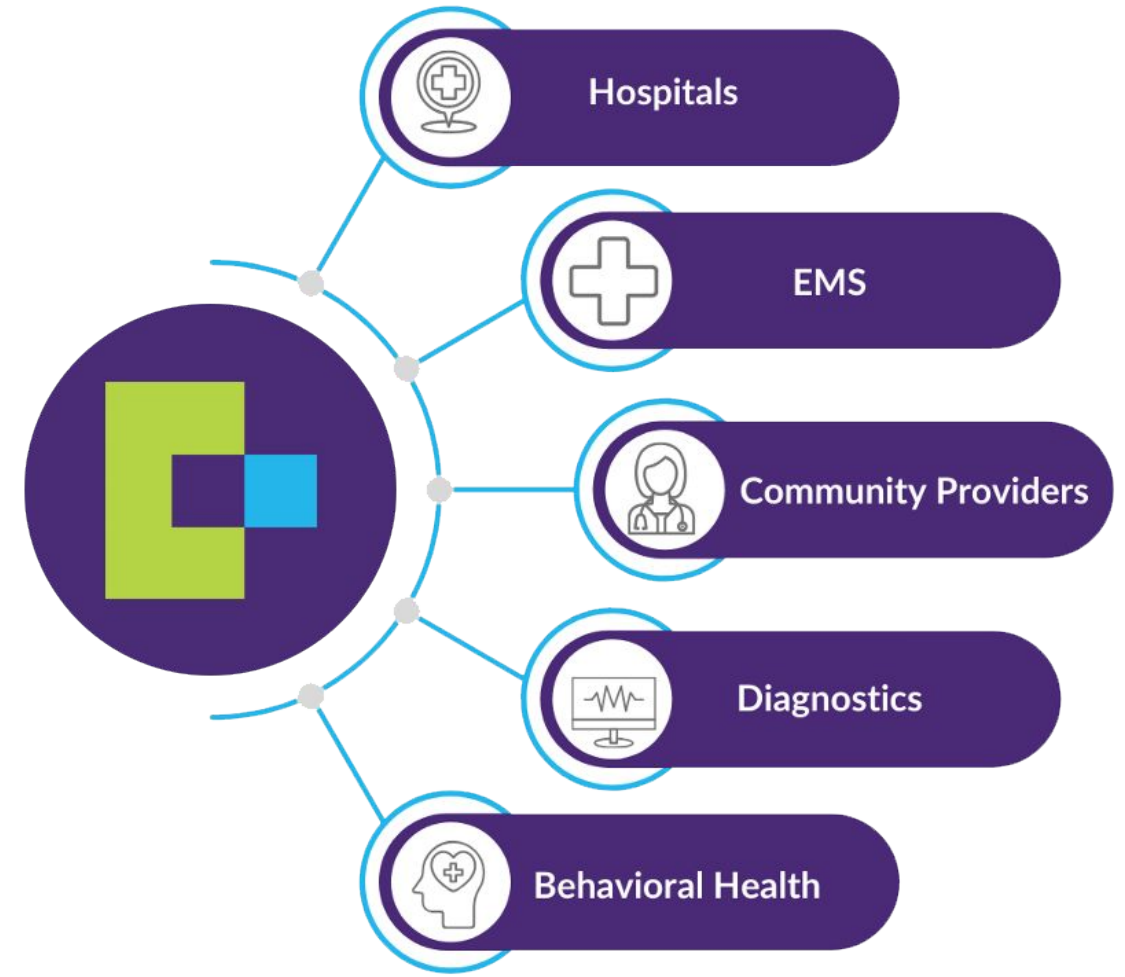 Hospitals
EMS
Community Providers
Diagnostics
Behavioral Health